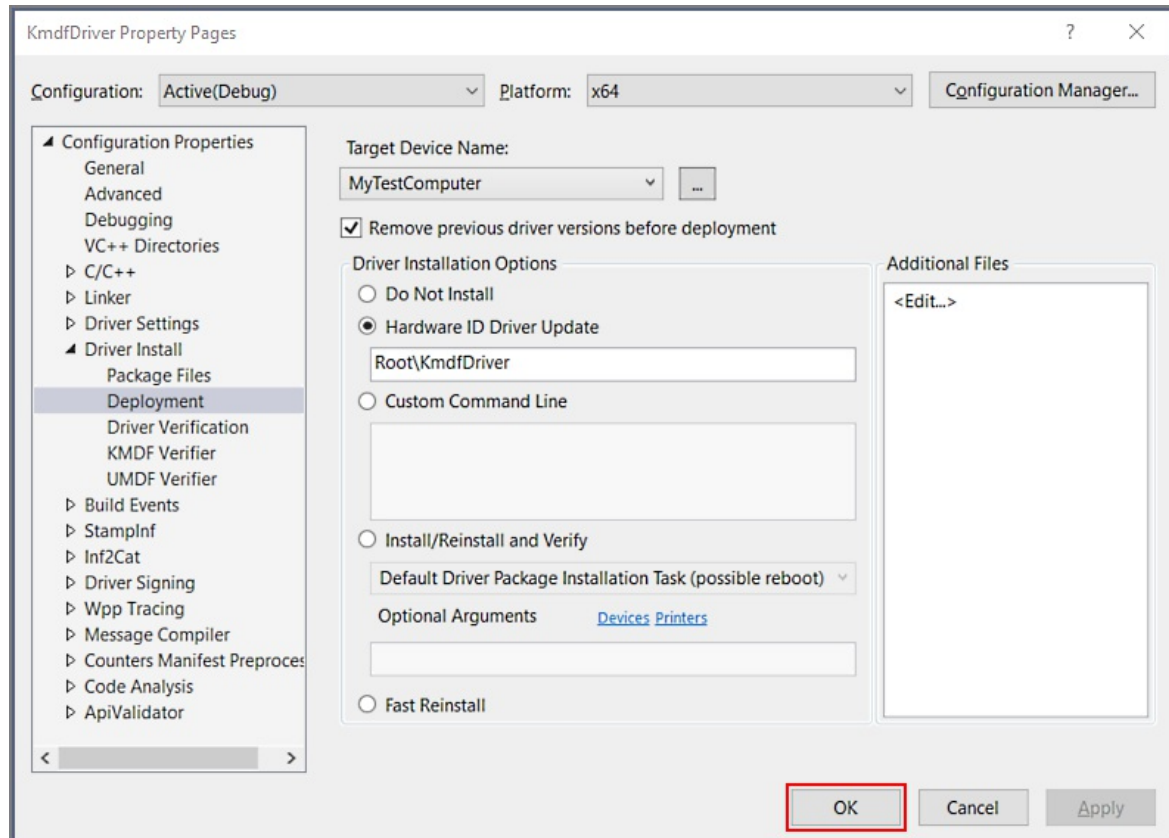 KmdfDriver Property Pages
Configuration: Active(Debug) Platform: x64 Configuration Manager...
Configuration Properties
General
Advanced
Debugging
VC++ Directories
C/C++
Linker
Driver Settings
Driver Install
Package Files
Deployment
Driver Verification
KMDF Verifier
UMDF Verifier
Build Events
StampInf
Inf2Cat
Driver Signing
Wpp Tracing
Message Compiler
Counters Manifest Preproces
Code Analysis
ApiValidator
Target Device Name:
MyTestComputer ...
Remove previous driver versions before deployment
Driver Installation Options
Do Not Install
Hardware ID Driver Update
Root\KmdfDriver
Custom Command Line
Install/Reinstall and Verify
Default Driver Package Installation Task (possible reboot)
Optional Arguments Devices Printers
Fast Reinstall
Additional Files
<Edit...>
OK Cancel Apply